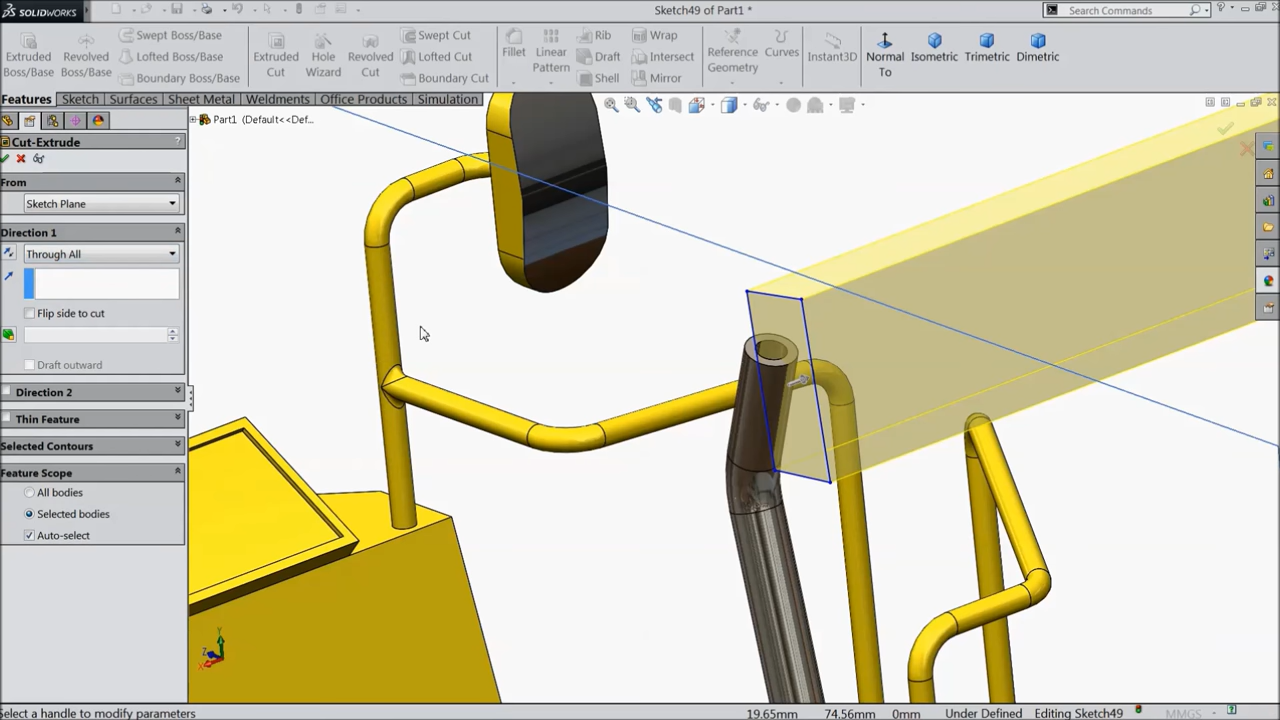 SOLIDWORKS
Sketch49 of Part1 *
Search Commands
Extruded Boss/Base
Revolved Boss/Base
Swept Boss/Base
Lofted Boss/Base
Boundary Boss/Base
Extruded Cut
Hole Wizard
Revolved Cut
Swept Cut
Lofted Cut
Boundary Cut
Fillet
Linear Pattern
Rib
Draft
Shell
Wrap
Intersect
Mirror
Reference Geometry
Curves
Instant3D
Normal To
Isometric
Trimetric
Dimetric
Features
Sketch
Surfaces
Sheet Metal
Weldments
Office Products
Simulation
Part1 (Default<<Def...
Cut-Extrude
?
From
Sketch Plane
Direction 1
Through All
Flip side to cut
Draft outward
Direction 2
Thin Feature
Selected Contours
Feature Scope
All bodies
Selected bodies
Auto-select
Y
Z
X
Select a handle to modify parameters
19.65mm
74.56mm
0mm
Under Defined
Editing Sketch49
MMGS